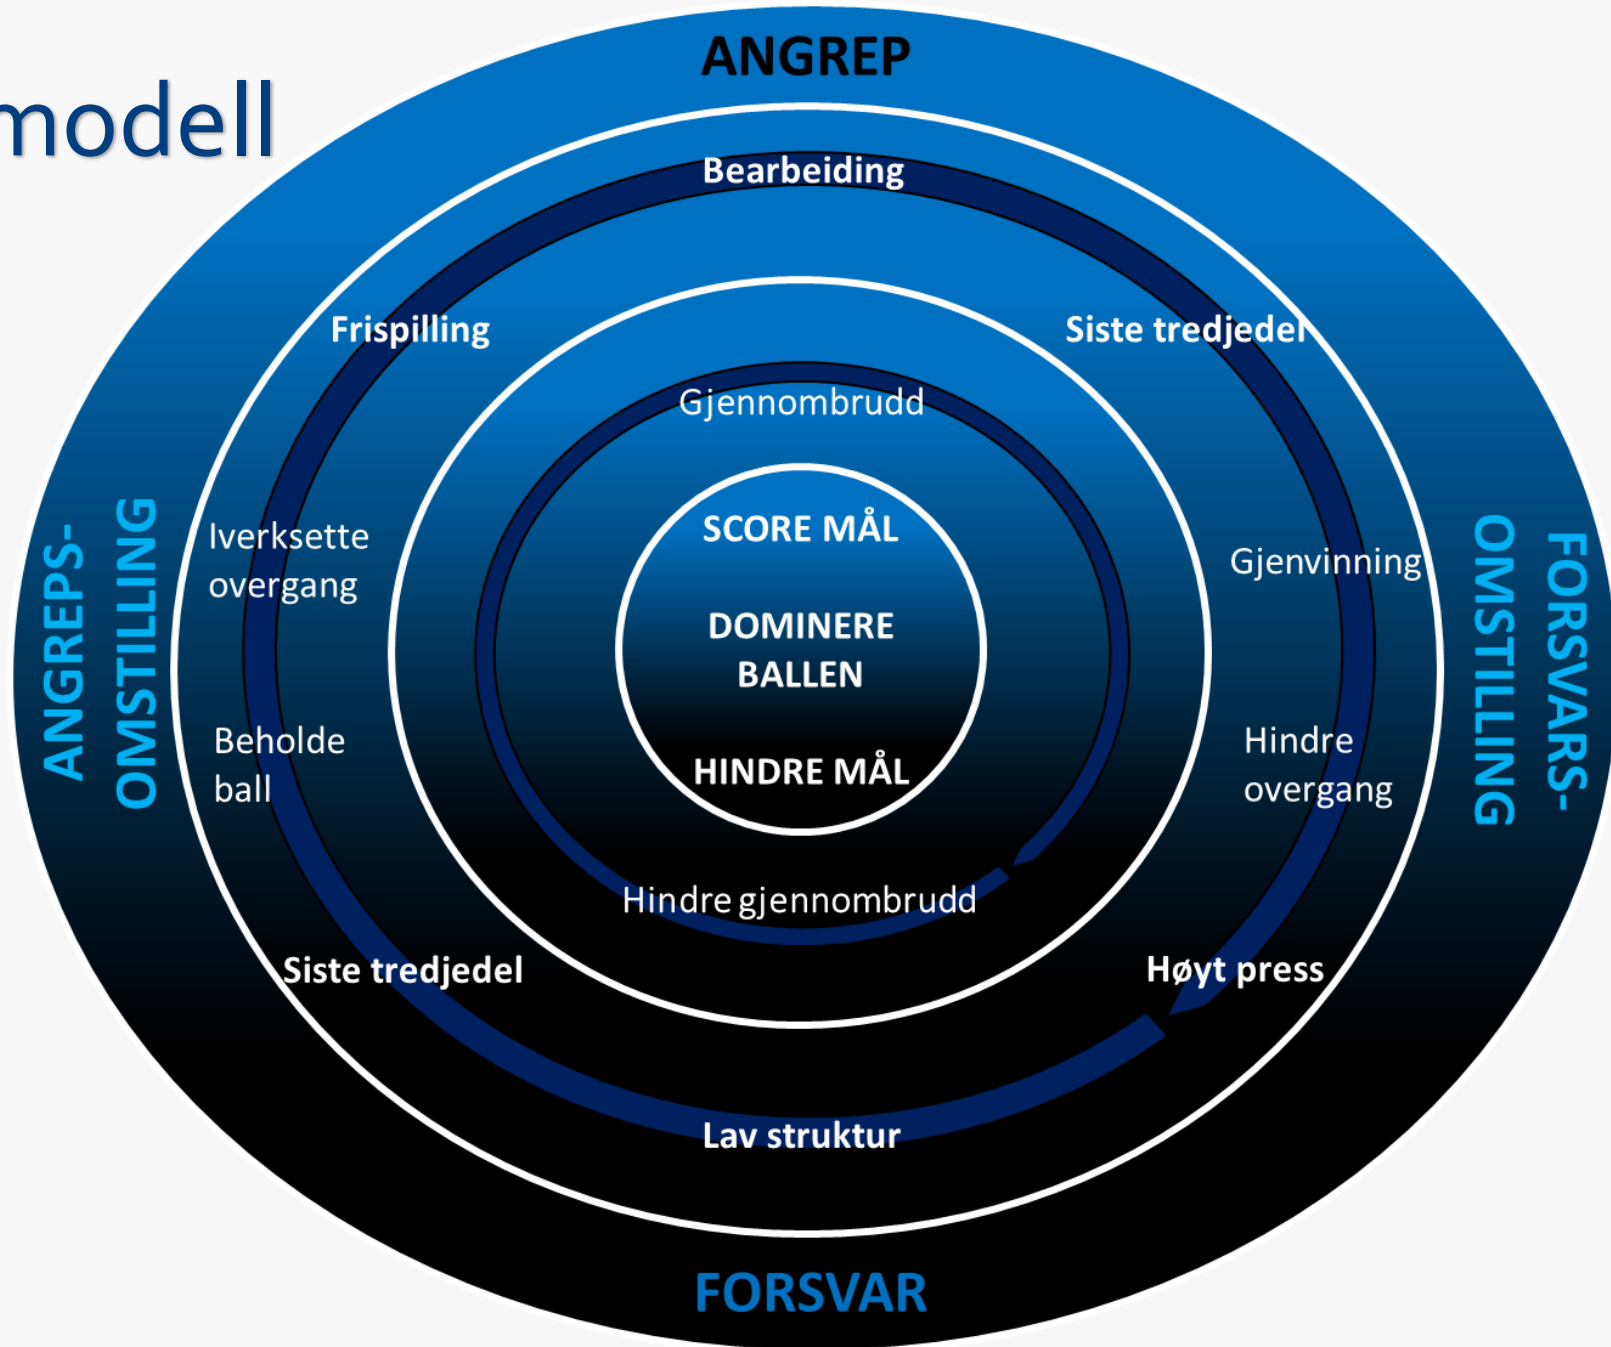 ANGREP
modell
Bearbeiding
Frispilling
Siste tredjedel
Gjennombrudd
ANGREPS-
OMSTILLING
Iverksette
overgang
SCORE MÅL
DOMINERE
BALLEN
HINDRE MÅL
Gjenvinning
FORSVARS-
OMSTILLING
Beholde
ball
Hindre
overgang
Hindre gjennombrudd
Siste tredjedel
Høyt press
Lav struktur
FORSVAR